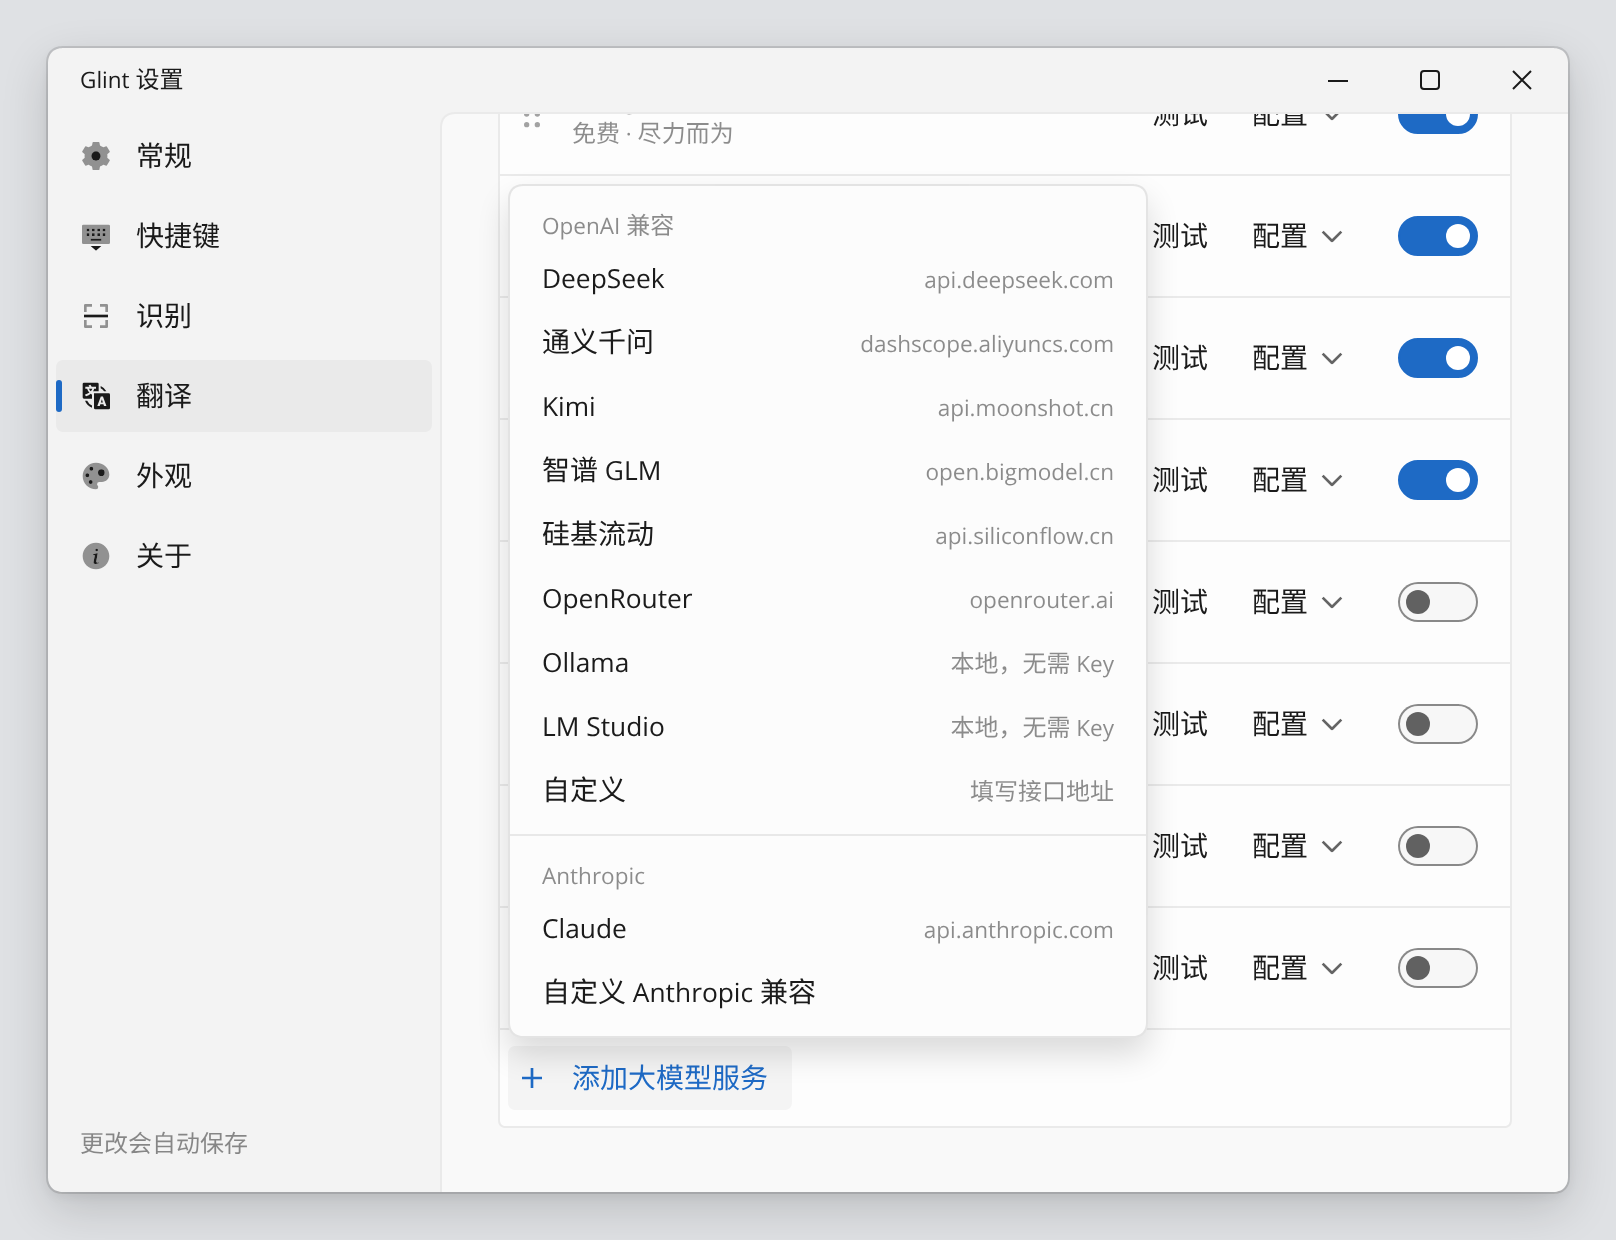 Glint 设置
常规
快捷键
识别
翻译
外观
关于
更改会自动保存
免费 · 尽力而为
测试 配置
OpenAI 兼容
测试 配置
DeepSeek api.deepseek.com
通义千问 dashscope.aliyuncs.com
测试 配置
Kimi api.moonshot.cn
智谱 GLM open.bigmodel.cn
测试 配置
硅基流动 api.siliconflow.cn
OpenRouter openrouter.ai
测试 配置
Ollama 本地，无需 Key
LM Studio 本地，无需 Key
测试 配置
自定义 填写接口地址
测试 配置
Anthropic
Claude api.anthropic.com
测试 配置
自定义 Anthropic 兼容
添加大模型服务